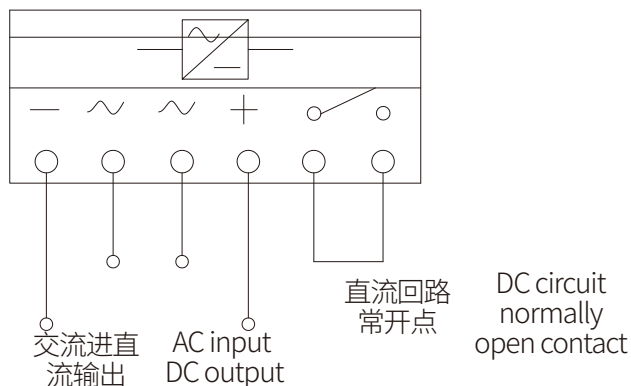 交流进直
流输出
AC input
DC output
直流回路
常开点
DC circuit
normally
open contact